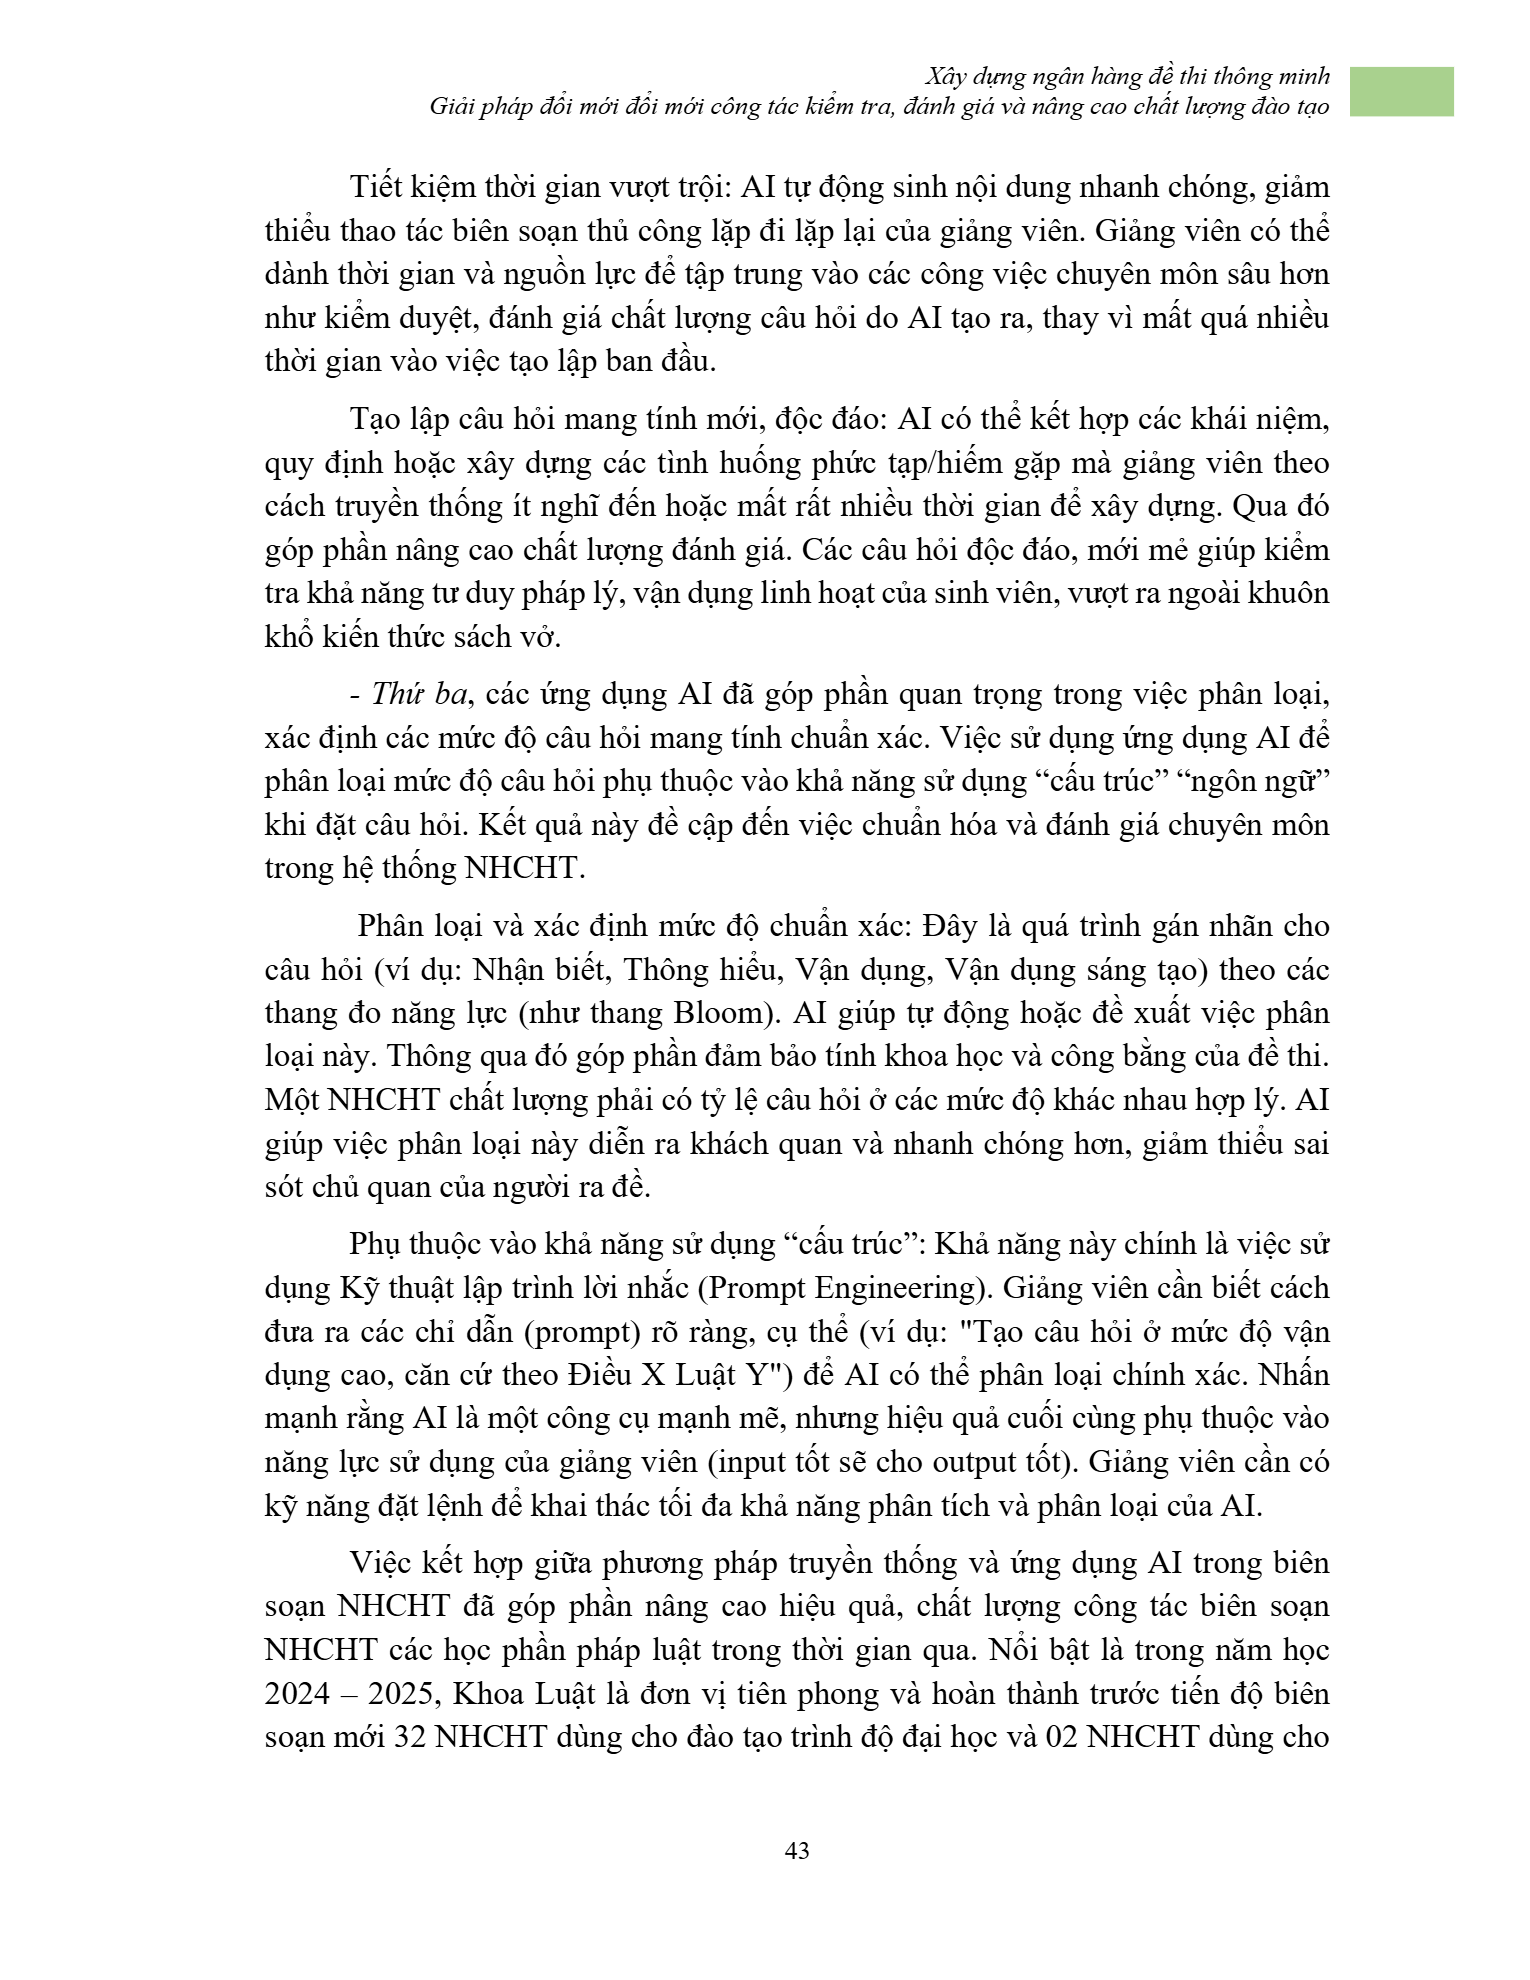 Xây dựng ngân hàng đề thi thông minh
Giải pháp đổi mới đổi mới công tác kiểm tra, đánh giá và nâng cao chất lượng đào tạo
Tiết kiệm thời gian vượt trội: AI tự động sinh nội dung nhanh chóng, giảm
thiểu thao tác biên soạn thủ công lặp đi lặp lại của giảng viên. Giảng viên có thể
dành thời gian và nguồn lực để tập trung vào các công việc chuyên môn sâu hơn
như kiểm duyệt, đánh giá chất lượng câu hỏi do AI tạo ra, thay vì mất quá nhiều
thời gian vào việc tạo lập ban đầu.
Tạo lập câu hỏi mang tính mới, độc đáo: AI có thể kết hợp các khái niệm,
quy định hoặc xây dựng các tình huống phức tạp/hiếm gặp mà giảng viên theo
cách truyền thống ít nghĩ đến hoặc mất rất nhiều thời gian để xây dựng. Qua đó
góp phần nâng cao chất lượng đánh giá. Các câu hỏi độc đáo, mới mẻ giúp kiểm
tra khả năng tư duy pháp lý, vận dụng linh hoạt của sinh viên, vượt ra ngoài khuôn
khổ kiến thức sách vở.
- Thứ ba, các ứng dụng AI đã góp phần quan trọng trong việc phân loại,
xác định các mức độ câu hỏi mang tính chuẩn xác. Việc sử dụng ứng dụng AI để
phân loại mức độ câu hỏi phụ thuộc vào khả năng sử dụng “cấu trúc” “ngôn ngữ”
khi đặt câu hỏi. Kết quả này đề cập đến việc chuẩn hóa và đánh giá chuyên môn
trong hệ thống NHCHT.
Phân loại và xác định mức độ chuẩn xác: Đây là quá trình gán nhãn cho
câu hỏi (ví dụ: Nhận biết, Thông hiểu, Vận dụng, Vận dụng sáng tạo) theo các
thang đo năng lực (như thang Bloom). AI giúp tự động hoặc đề xuất việc phân
loại này. Thông qua đó góp phần đảm bảo tính khoa học và công bằng của đề thi.
Một NHCHT chất lượng phải có tỷ lệ câu hỏi ở các mức độ khác nhau hợp lý. AI
giúp việc phân loại này diễn ra khách quan và nhanh chóng hơn, giảm thiểu sai
sót chủ quan của người ra đề.
Phụ thuộc vào khả năng sử dụng “cấu trúc”: Khả năng này chính là việc sử
dụng Kỹ thuật lập trình lời nhắc (Prompt Engineering). Giảng viên cần biết cách
đưa ra các chỉ dẫn (prompt) rõ ràng, cụ thể (ví dụ: "Tạo câu hỏi ở mức độ vận
dụng cao, căn cứ theo Điều X Luật Y") để AI có thể phân loại chính xác. Nhấn
mạnh rằng AI là một công cụ mạnh mẽ, nhưng hiệu quả cuối cùng phụ thuộc vào
năng lực sử dụng của giảng viên (input tốt sẽ cho output tốt). Giảng viên cần có
kỹ năng đặt lệnh để khai thác tối đa khả năng phân tích và phân loại của AI.
Việc kết hợp giữa phương pháp truyền thống và ứng dụng AI trong biên
soạn NHCHT đã góp phần nâng cao hiệu quả, chất lượng công tác biên soạn
NHCHT các học phần pháp luật trong thời gian qua. Nổi bật là trong năm học
2024 – 2025, Khoa Luật là đơn vị tiên phong và hoàn thành trước tiến độ biên
soạn mới 32 NHCHT dùng cho đào tạo trình độ đại học và 02 NHCHT dùng cho
43